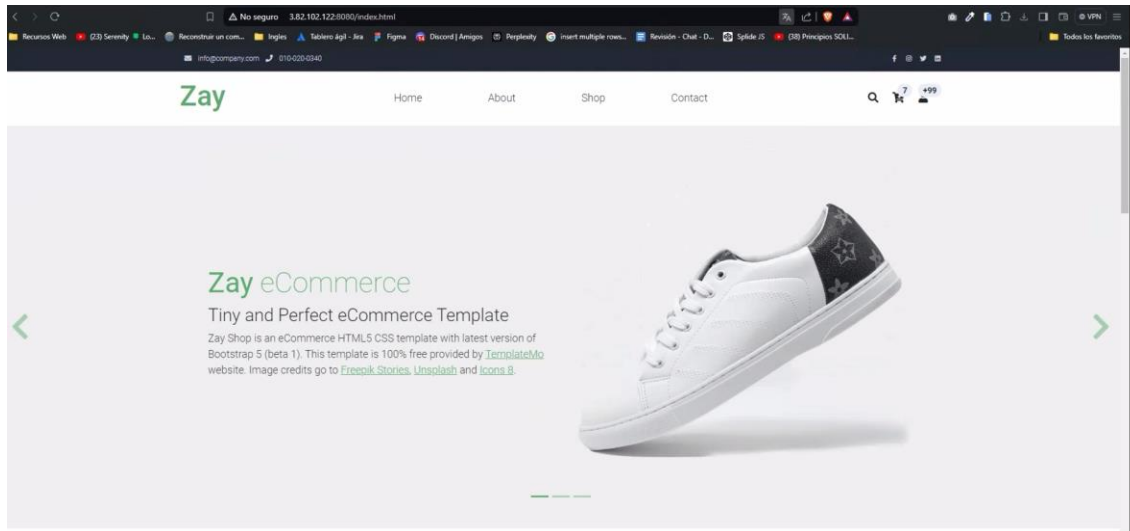 No seguro 3.82.102.122:8080/index.html
VPN
Recursos Web (23) Serenity Lo... Reconstruir un com... Ingles Tablero ágil - Jira Figma Discord | Amigos Perplexity insert multiple rows... Revisión - Chat - D... Splide JS (38) Principios SOLI... Todos los favoritos
info@company.com 010-020-0340
Zay Home About Shop Contact 7 +99
Zay eCommerce
Tiny and Perfect eCommerce Template
Zay Shop is an eCommerce HTML5 CSS template with latest version of
Bootstrap 5 (beta 1). This template is 100% free provided by TemplateMo
website. Image credits go to Freepik Stories, Unsplash and Icons 8.